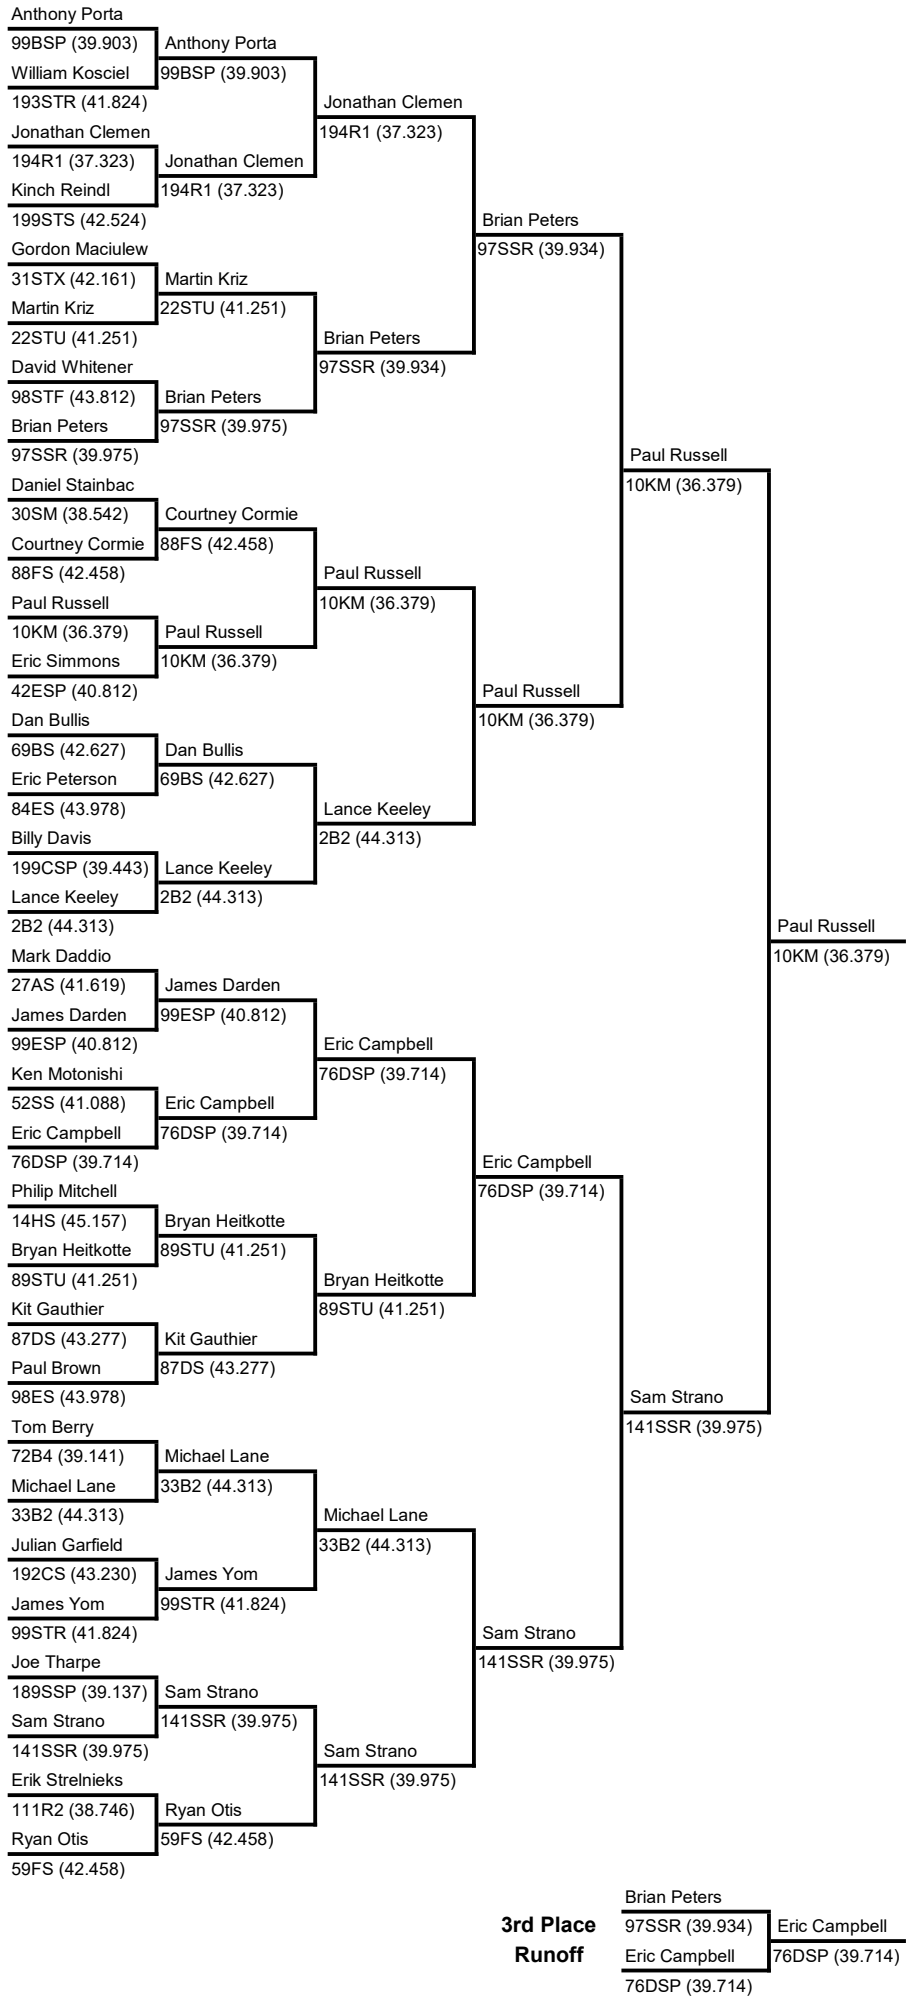 Anthony Porta
99BSP (39.903)
William Kosciel
193STR (41.824)
Jonathan Clemen
194R1 (37.323)
Kinch Reindl
199STS (42.524)
Gordon Maciulew
31STX (42.161)
Martin Kriz
22STU (41.251)
David Whitener
98STF (43.812)
Brian Peters
97SSR (39.975)
Daniel Stainbac
30SM (38.542)
Courtney Cormie
88FS (42.458)
Paul Russell
10KM (36.379)
Eric Simmons
42ESP (40.812)
Dan Bullis
69BS (42.627)
Eric Peterson
84ES (43.978)
Billy Davis
199CSP (39.443)
Lance Keeley
2B2 (44.313)
Mark Daddio
27AS (41.619)
James Darden
99ESP (40.812)
Ken Motonishi
52SS (41.088)
Eric Campbell
76DSP (39.714)
Philip Mitchell
14HS (45.157)
Bryan Heitkotte
89STU (41.251)
Kit Gauthier
87DS (43.277)
Paul Brown
98ES (43.978)
Tom Berry
72B4 (39.141)
Michael Lane
33B2 (44.313)
Julian Garfield
192CS (43.230)
James Yom
99STR (41.824)
Joe Tharpe
189SSP (39.137)
Sam Strano
141SSR (39.975)
Erik Strelnieks
111R2 (38.746)
Ryan Otis
59FS (42.458)
Anthony Porta
99BSP (39.903)
Jonathan Clemen
194R1 (37.323)
Martin Kriz
22STU (41.251)
Brian Peters
97SSR (39.975)
Courtney Cormie
88FS (42.458)
Paul Russell
10KM (36.379)
Dan Bullis
69BS (42.627)
Lance Keeley
2B2 (44.313)
James Darden
99ESP (40.812)
Eric Campbell
76DSP (39.714)
Bryan Heitkotte
89STU (41.251)
Kit Gauthier
87DS (43.277)
Michael Lane
33B2 (44.313)
James Yom
99STR (41.824)
Sam Strano
141SSR (39.975)
Ryan Otis
59FS (42.458)
Jonathan Clemen
194R1 (37.323)
Brian Peters
97SSR (39.934)
Paul Russell
10KM (36.379)
Lance Keeley
2B2 (44.313)
Eric Campbell
76DSP (39.714)
Bryan Heitkotte
89STU (41.251)
Michael Lane
33B2 (44.313)
Sam Strano
141SSR (39.975)
Brian Peters
97SSR (39.934)
Paul Russell
10KM (36.379)
Eric Campbell
76DSP (39.714)
Sam Strano
141SSR (39.975)
Paul Russell
10KM (36.379)
Sam Strano
141SSR (39.975)
Paul Russell
10KM (36.379)
3rd Place
Runoff
Brian Peters
97SSR (39.934)
Eric Campbell
76DSP (39.714)
Eric Campbell
76DSP (39.714)